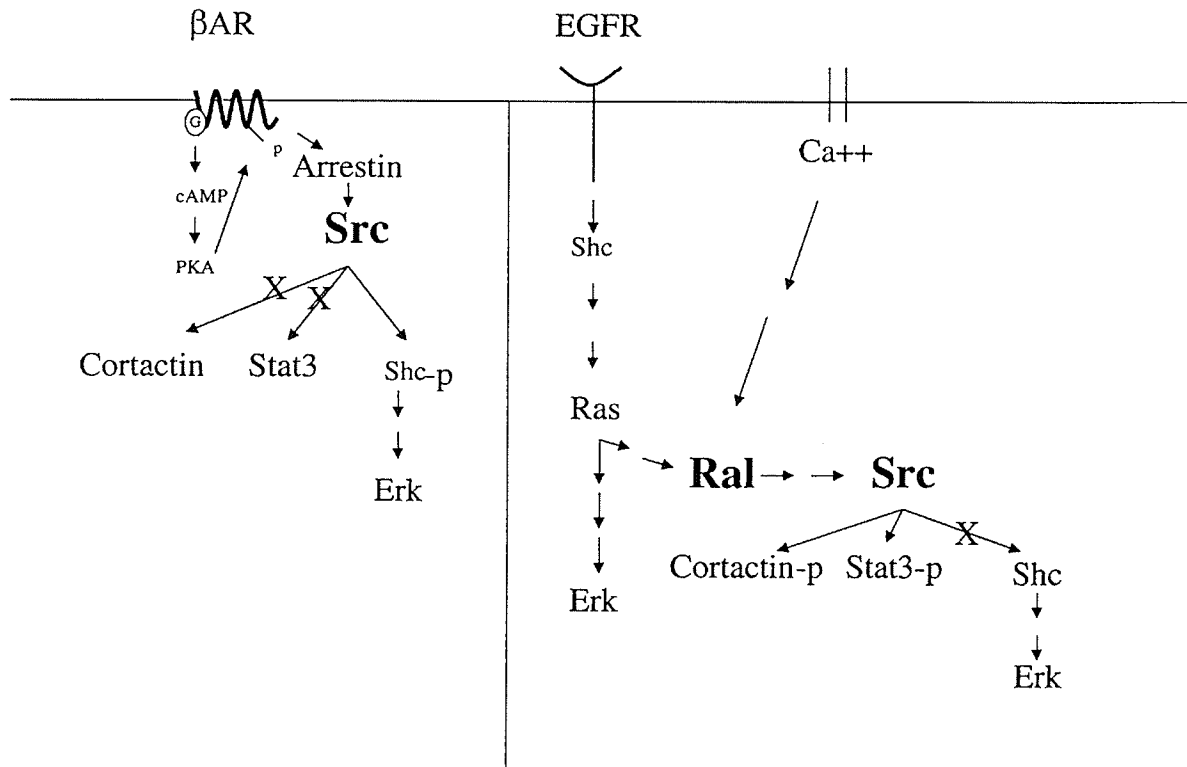 βAR
EGFR
G
p
Arrestin
Ca++
cAMP
Src
Shc
PKA
X
X
Cortactin
Stat3
Shc-p
Ras
Ral
Src
Erk
X
Cortactin-p
Stat3-p
Shc
Erk
Erk